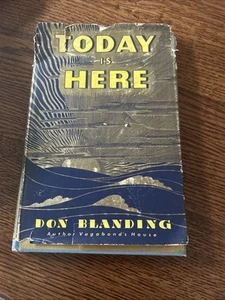 TODAY
-IS-
HERE
DON BLANDING
Author Vagabond's House